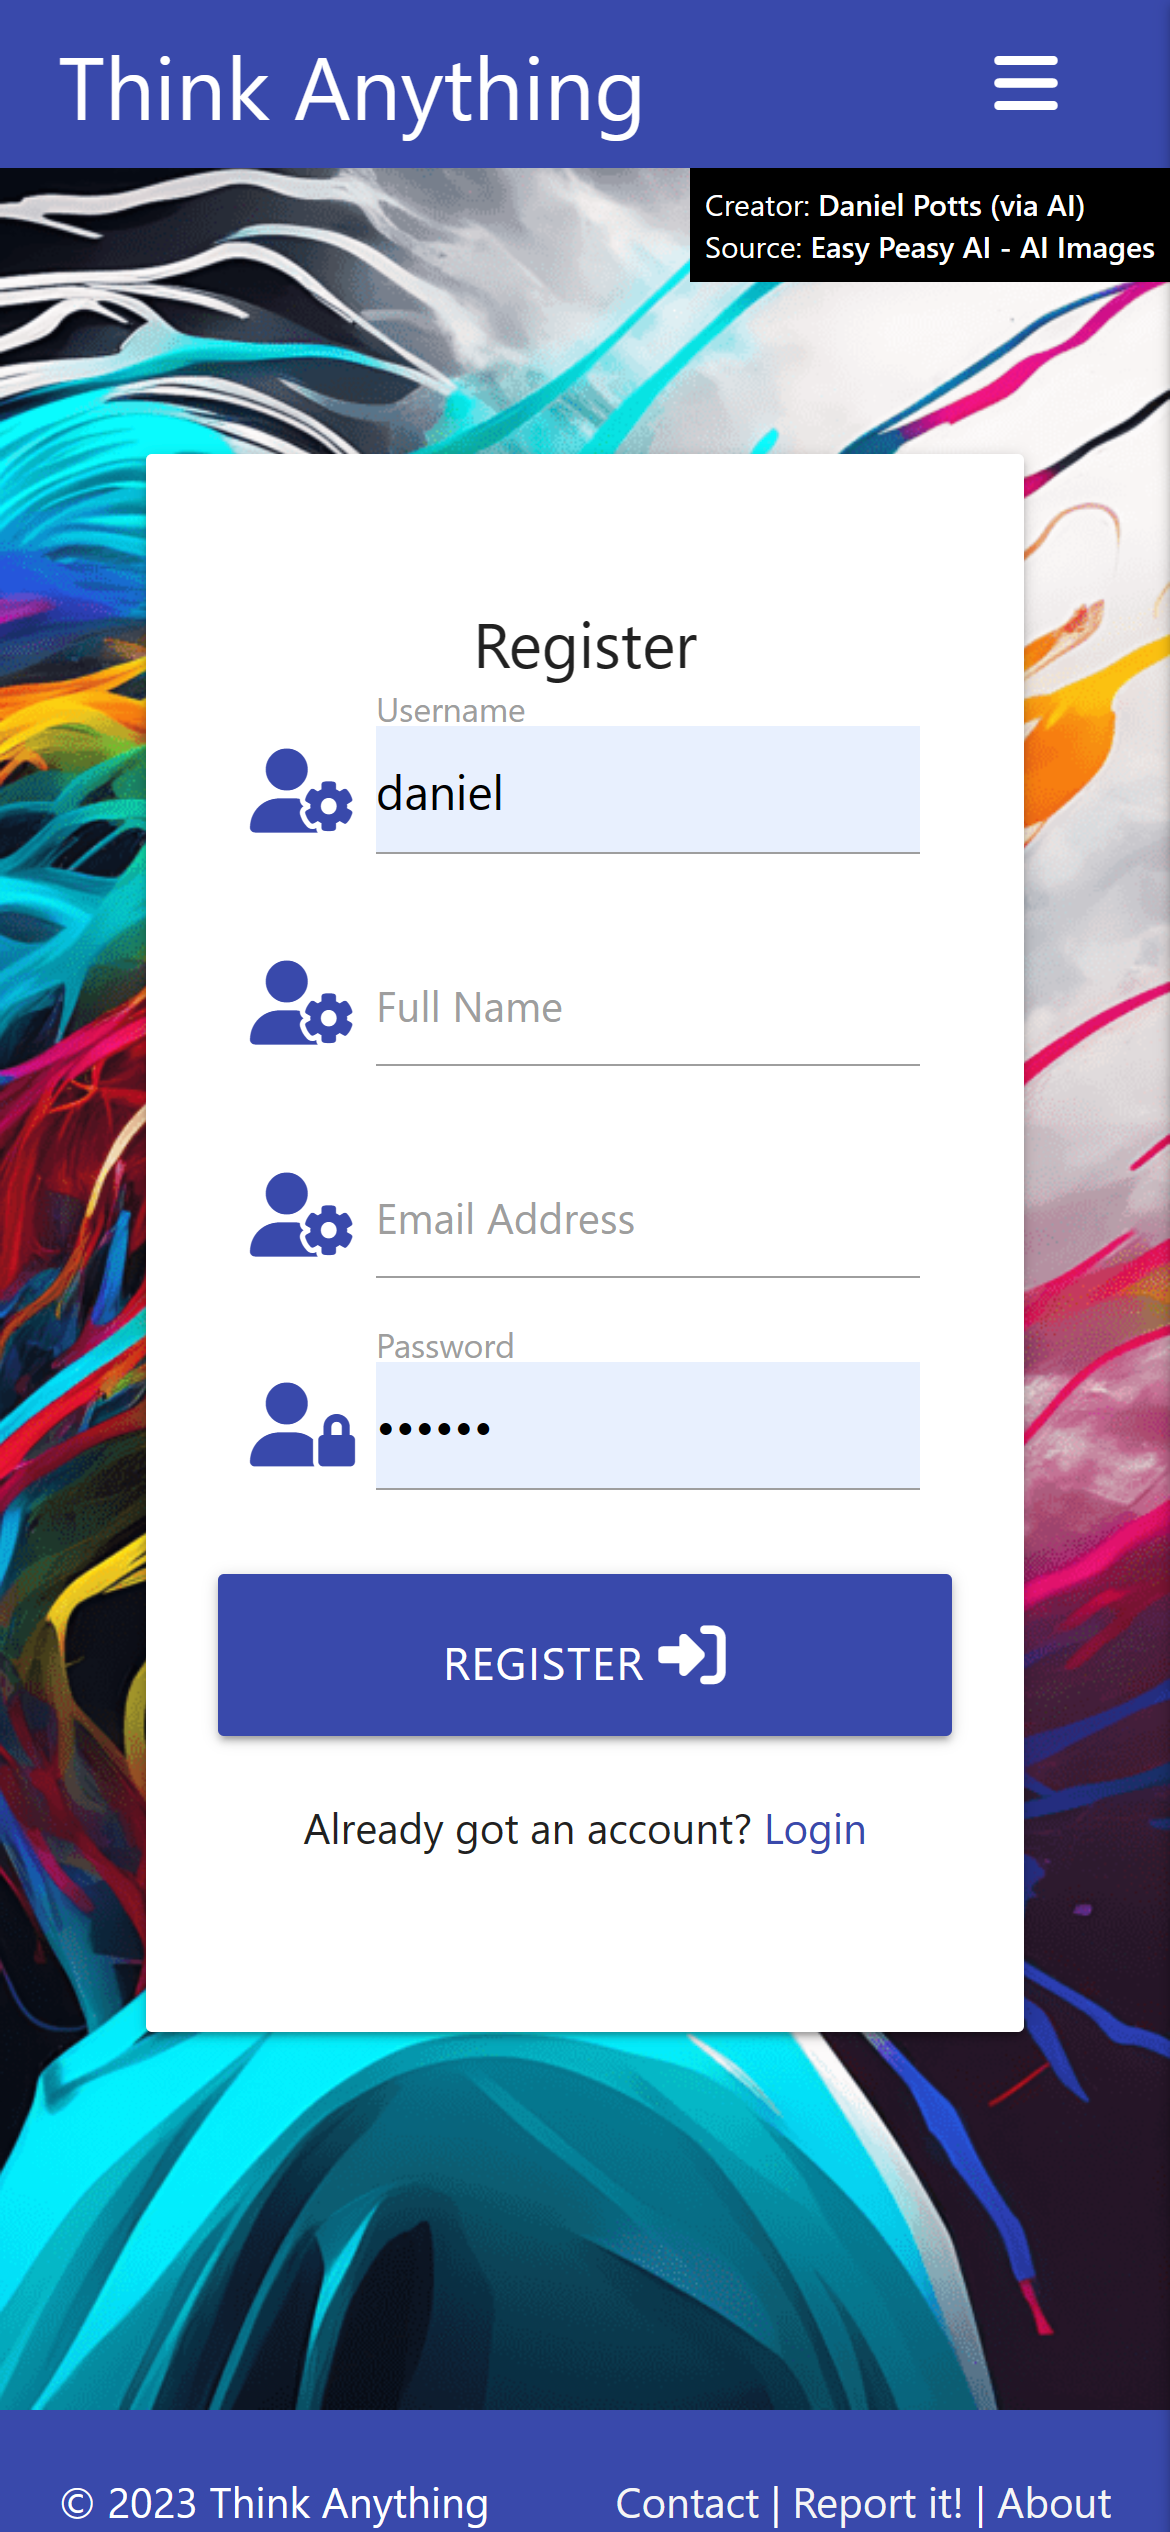 Think Anything
Creator: Daniel Potts (via AI)
Source: Easy Peasy AI - AI Images
Register
Username
daniel
Full Name
Email Address
Password
••••••
REGISTER
Already got an account? Login
© 2023 Think Anything
Contact | Report it! | About